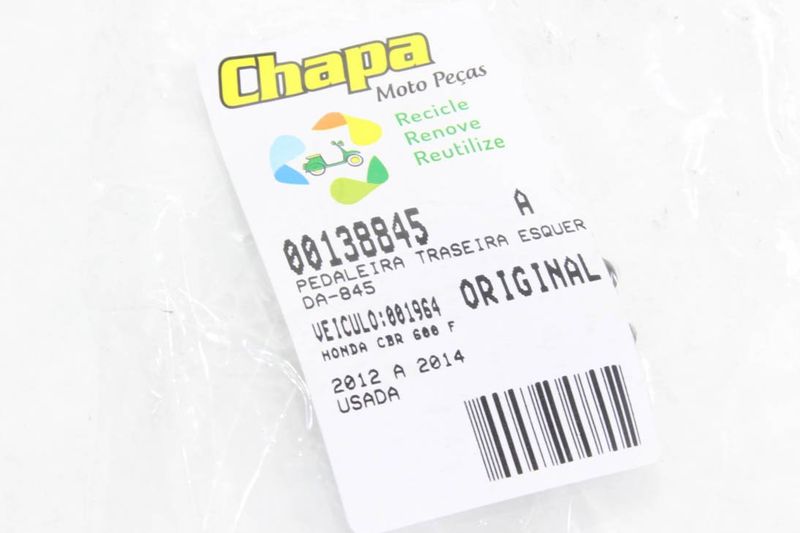 Chapa
Moto Peças
Recicle
Renove
Reutilize
00138845 A
PEDALEIRA TRASEIRA ESQUER
DA-845
ORIGINAL
VEICULO:001964
HONDA CBR 600 F
2012 A 2014
USADA